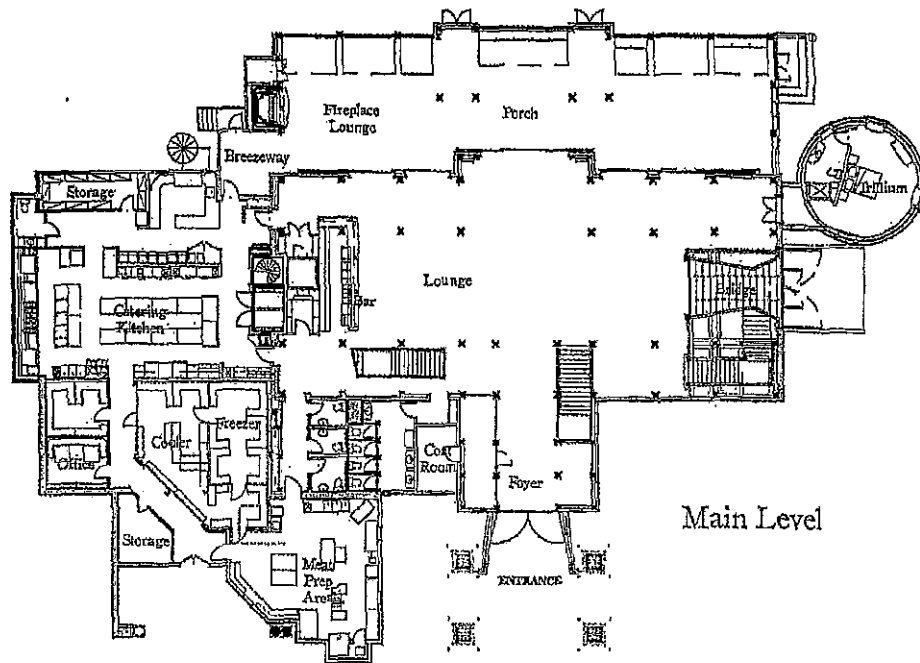 Fireplace
Lounge
Porch
Breezeway
Storage
Trillium
Lounge
Bridge
Bar
Catering
Kitchen
Cooler
Freezer
Office
Coat
Room
Foyer
Main Level
Storage
Meat
Prep
Area
ENTRANCE